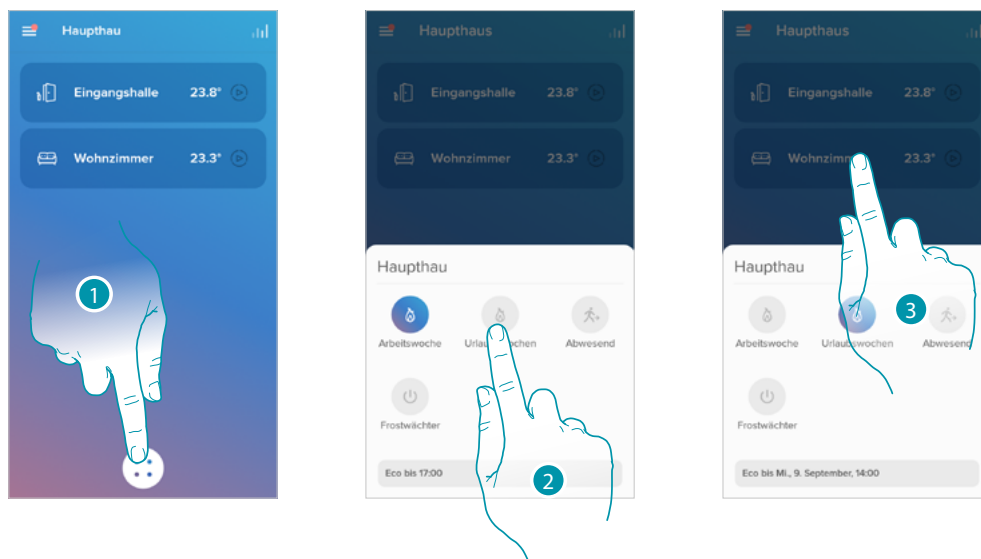 Haupthau
Eingangshalle 23.8°
Wohnzimmer 23.3°
1
Haupthaus
Eingangshalle 23.8°
Wohnzimmer 23.3°
Haupthau
Arbeitswoche Abwesend
Frostwächter
Eco bis 17:00
2
Haupthaus
Eingangshalle 23.8°
23.3°
Haupthau
3
Arbeitswoche Urlaubswochen Abwesend
Frostwächter
Eco bis Mi., 9. September, 14:00